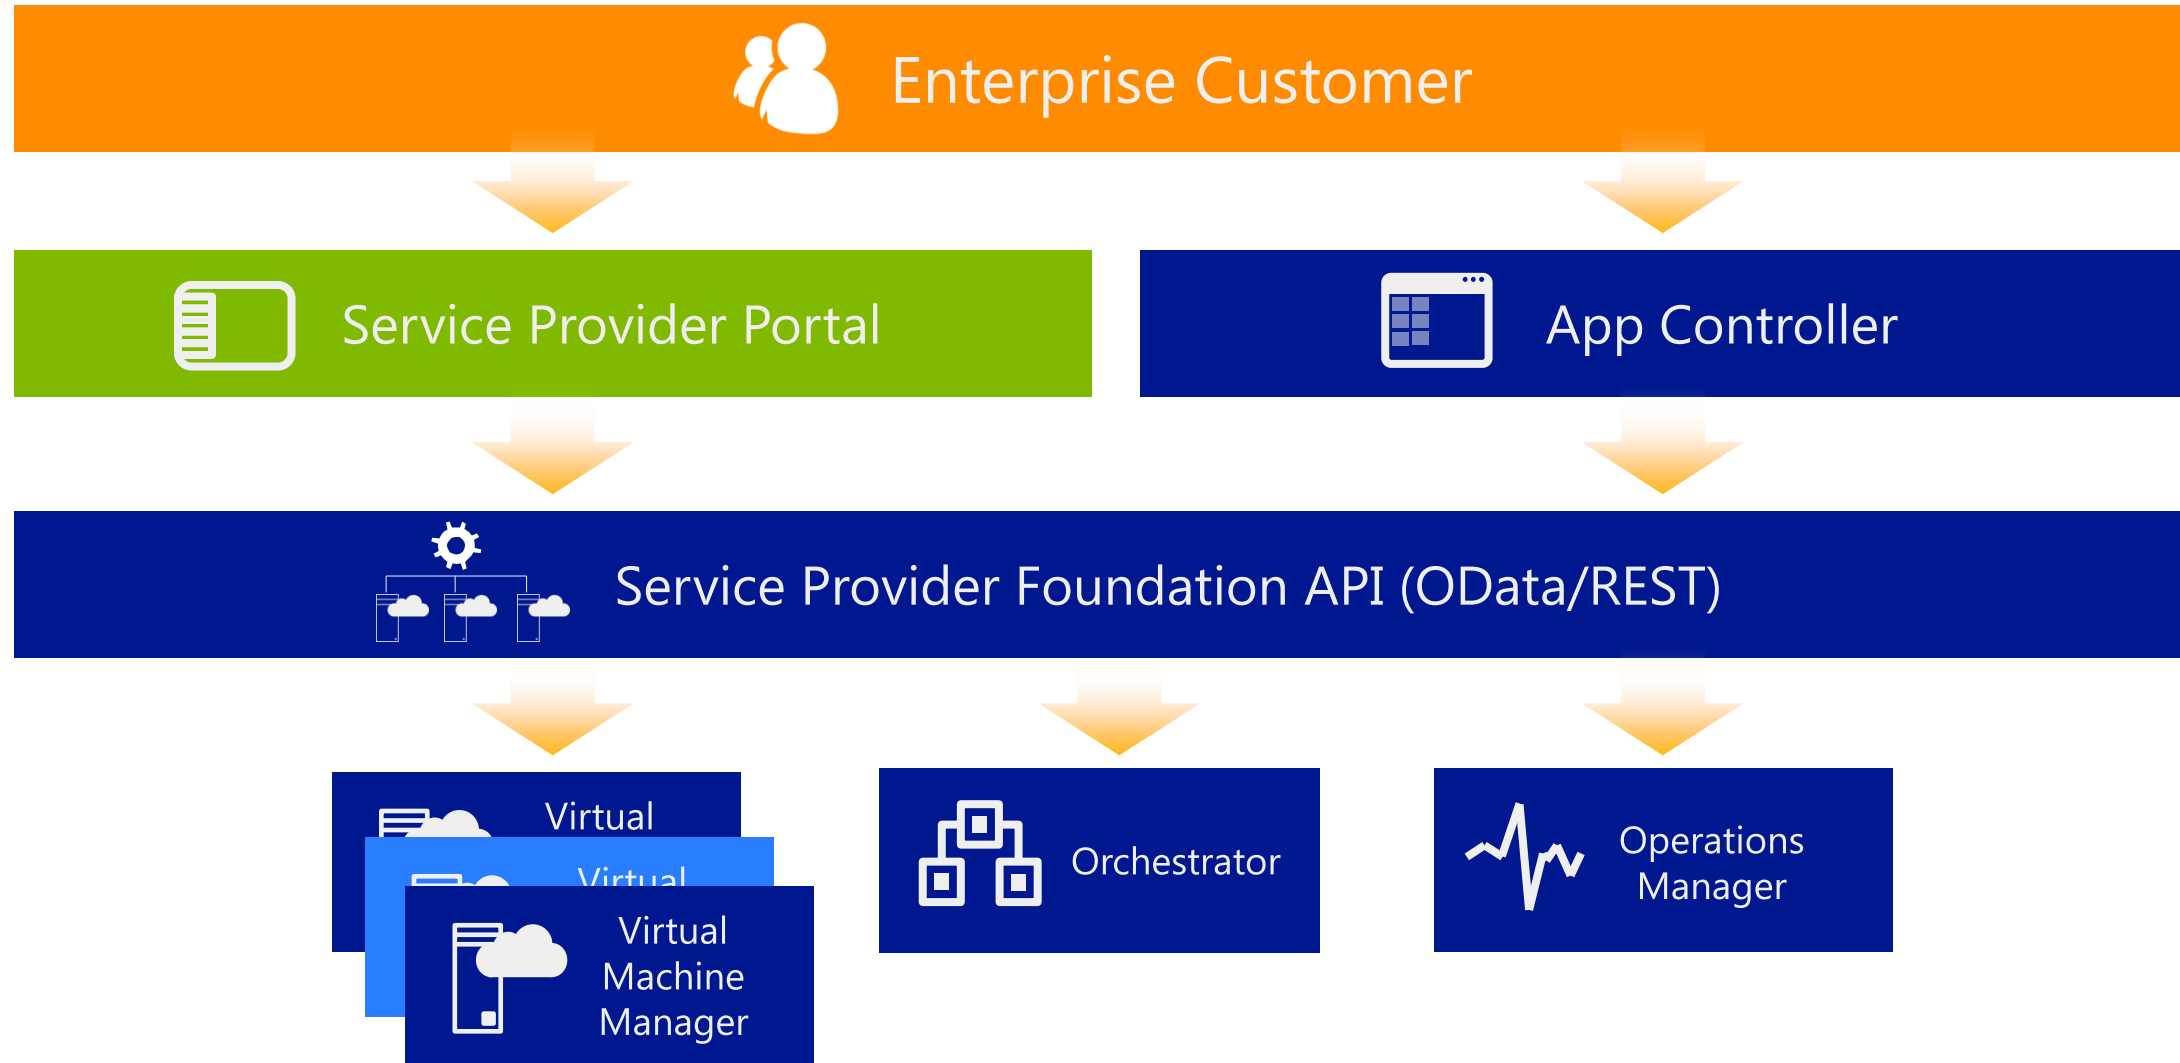 Enterprise Customer
Service Provider Portal
App Controller
Service Provider Foundation API (OData/REST)
Virtual
Virtual
Virtual
Machine
Manager
Orchestrator
Operations
Manager